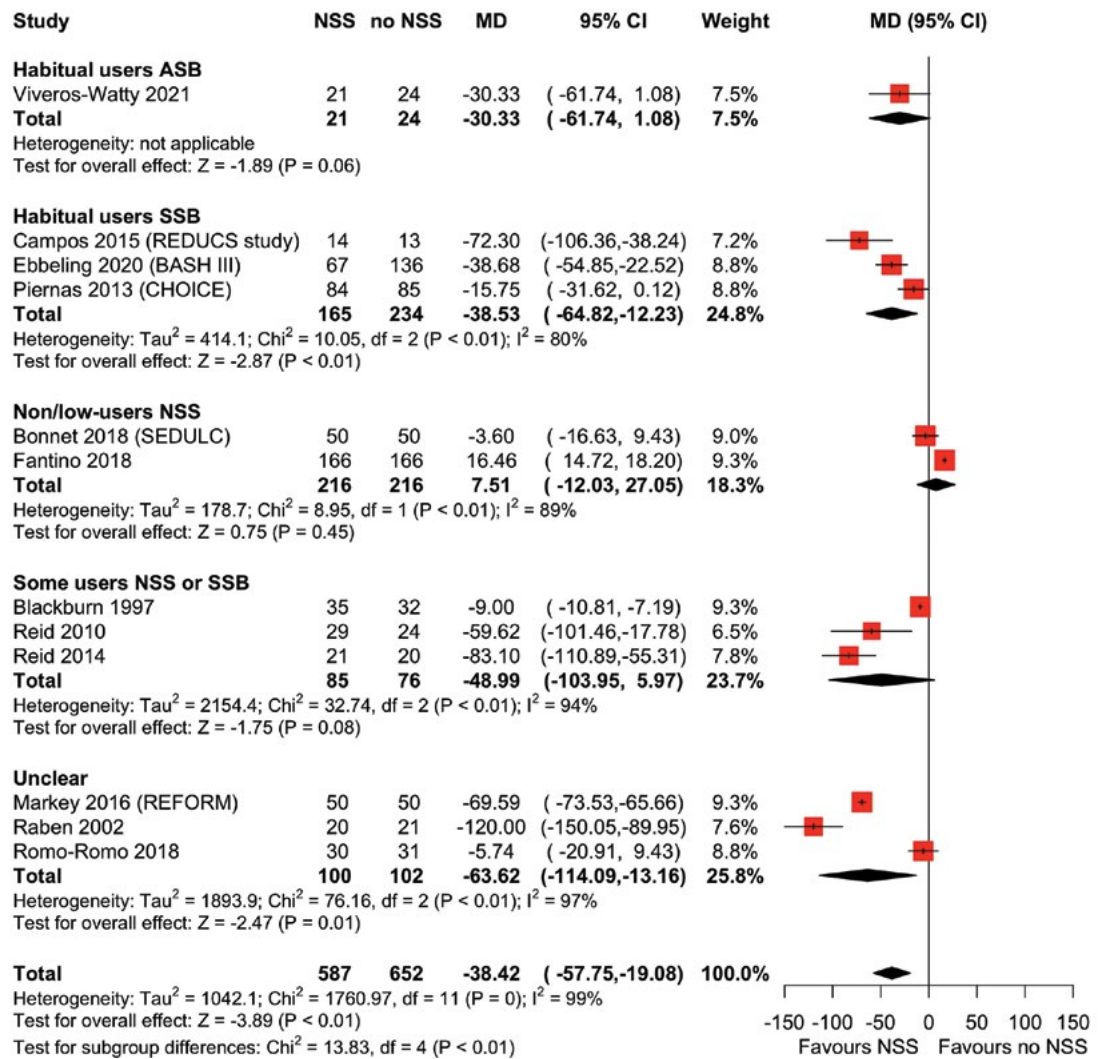 Study NSS no NSS MD 95% CI Weight MD (95% CI)
Habitual users ASB
Viveros-Watty 2021 21 24 -30.33 ( -61.74, 1.08) 7.5%
Total 21 24 -30.33 ( -61.74, 1.08) 7.5%
Heterogeneity: not applicable
Test for overall effect: Z = -1.89 (P = 0.06)
Habitual users SSB
Campos 2015 (REDUCS study) 14 13 -72.30 (-106.36,-38.24) 7.2%
Ebbeling 2020 (BASH III) 67 136 -38.68 ( -54.85,-22.52) 8.8%
Piernas 2013 (CHOICE) 84 85 -15.75 ( -31.62, 0.12) 8.8%
Total 165 234 -38.53 ( -64.82,-12.23) 24.8%
Heterogeneity: Tau² = 414.1; Chi² = 10.05, df = 2 (P < 0.01); I² = 80%
Test for overall effect: Z = -2.87 (P < 0.01)
Non/low-users NSS
Bonnet 2018 (SEDULC) 50 50 -3.60 ( -16.63, 9.43) 9.0%
Fantino 2018 166 166 16.46 ( 14.72, 18.20) 9.3%
Total 216 216 7.51 ( -12.03, 27.05) 18.3%
Heterogeneity: Tau² = 178.7; Chi² = 8.95, df = 1 (P < 0.01); I² = 89%
Test for overall effect: Z = 0.75 (P = 0.45)
Some users NSS or SSB
Blackburn 1997 35 32 -9.00 ( -10.81, -7.19) 9.3%
Reid 2010 29 24 -59.62 (-101.46,-17.78) 6.5%
Reid 2014 21 20 -83.10 (-110.89,-55.31) 7.8%
Total 85 76 -48.99 (-103.95, 5.97) 23.7%
Heterogeneity: Tau² = 2154.4; Chi² = 32.74, df = 2 (P < 0.01); I² = 94%
Test for overall effect: Z = -1.75 (P = 0.08)
Unclear
Markey 2016 (REFORM) 50 50 -69.59 ( -73.53,-65.66) 9.3%
Raben 2002 20 21 -120.00 (-150.05,-89.95) 7.6%
Romo-Romo 2018 30 31 -5.74 ( -20.91, 9.43) 8.8%
Total 100 102 -63.62 (-114.09,-13.16) 25.8%
Heterogeneity: Tau² = 1893.9; Chi² = 76.16, df = 2 (P < 0.01); I² = 97%
Test for overall effect: Z = -2.47 (P = 0.01)
Total 587 652 -38.42 ( -57.75,-19.08) 100.0%
Heterogeneity: Tau² = 1042.1; Chi² = 1760.97, df = 11 (P = 0); I² = 99%
Test for overall effect: Z = -3.89 (P < 0.01)
Test for subgroup differences: Chi² = 13.83, df = 4 (P < 0.01)
-150 -100 -50 0 50 100 150
Favours NSS Favours no NSS